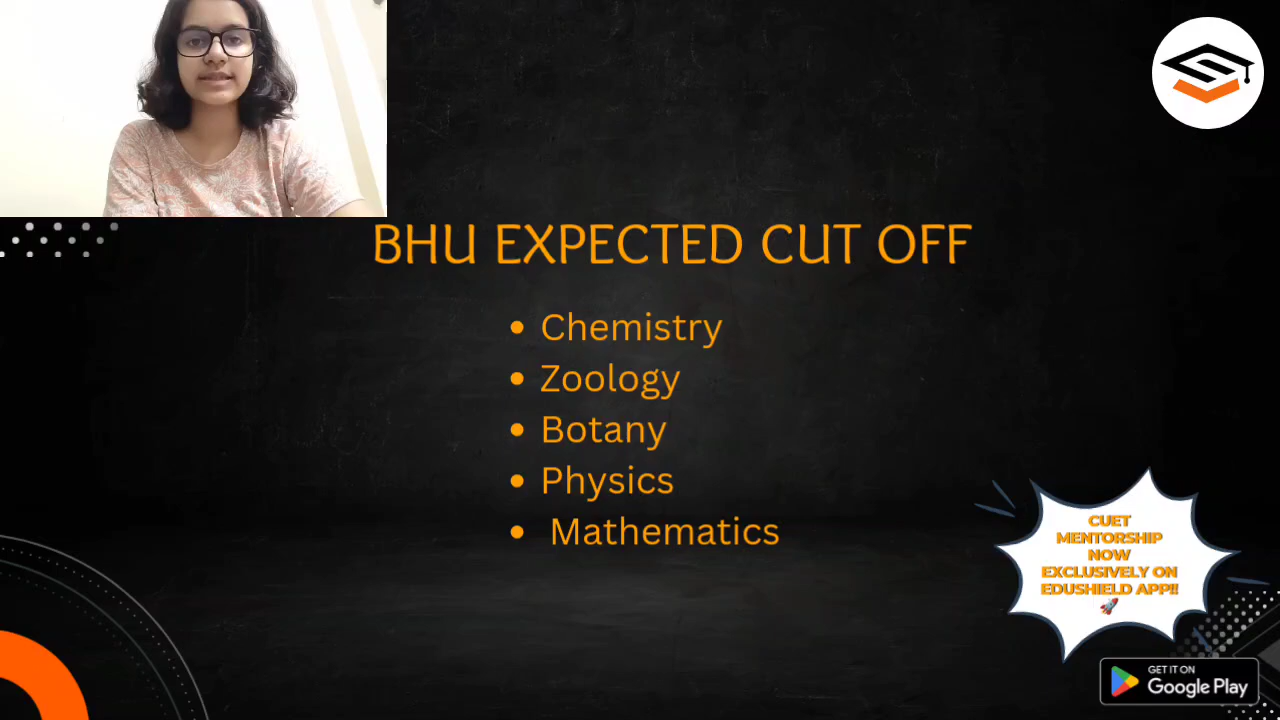 BHU EXPECTED CUT OFF
• Chemistry
• Zoology
• Botany
• Physics
• Mathematics
CUET
MENTORSHIP
NOW
EXCLUSIVELY ON
EDUSHIELD APP!!
🚀
GET IT ON
Google Play